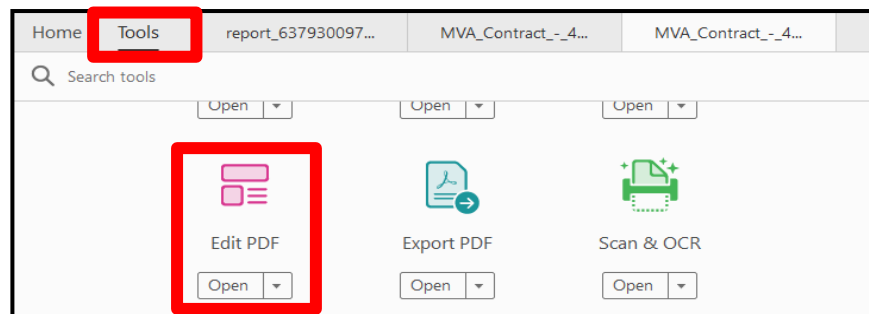 Home Tools report_637930097... MVA_Contract_-_4... MVA_Contract_-_4...
Search tools
Open Open Open
Edit PDF Export PDF Scan & OCR
Open Open Open